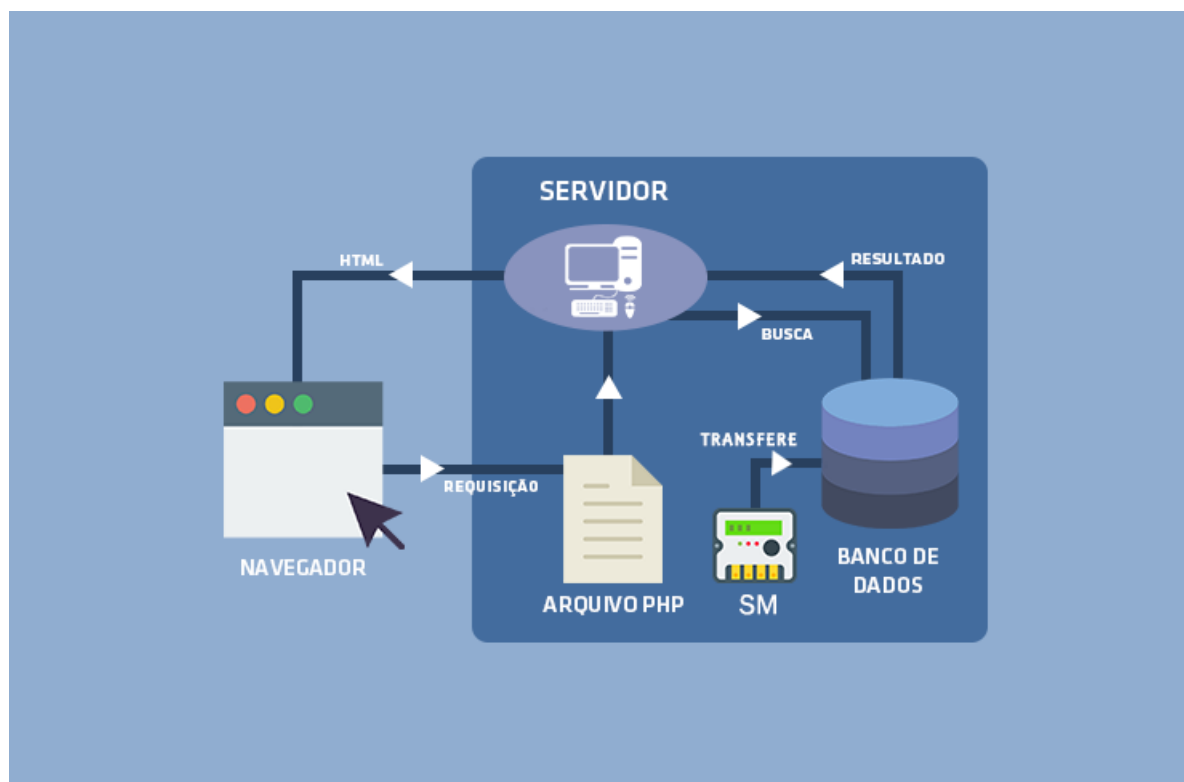 SERVIDOR
HTML
RESULTADO
BUSCA
TRANSFERE
REQUISIÇÃO
NAVEGADOR
ARQUIVO PHP
SM
BANCO DE
DADOS